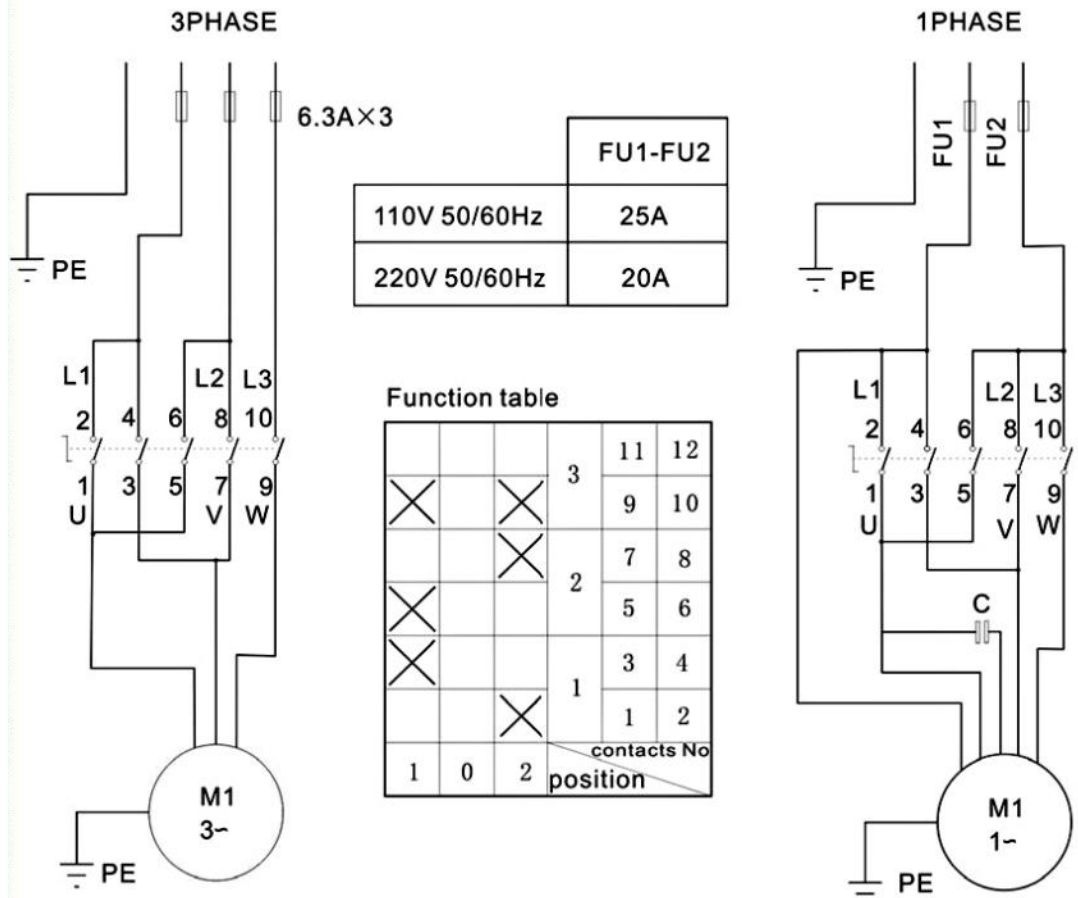 3PHASE
6.3A×3
PE
L1 L2 L3
2 4 6 8 10
1 3 5 7 9
U V W
M1
3~
PE
FU1-FU2
110V 50/60Hz 25A
220V 50/60Hz 20A
Function table
3 11 12
9 10
2 7 8
5 6
1 3 4
1 2
contacts No
1 0 2 position
1PHASE
FU1 FU2
PE
L1 L2 L3
2 4 6 8 10
1 3 5 7 9
U V W
C
M1
1~
PE